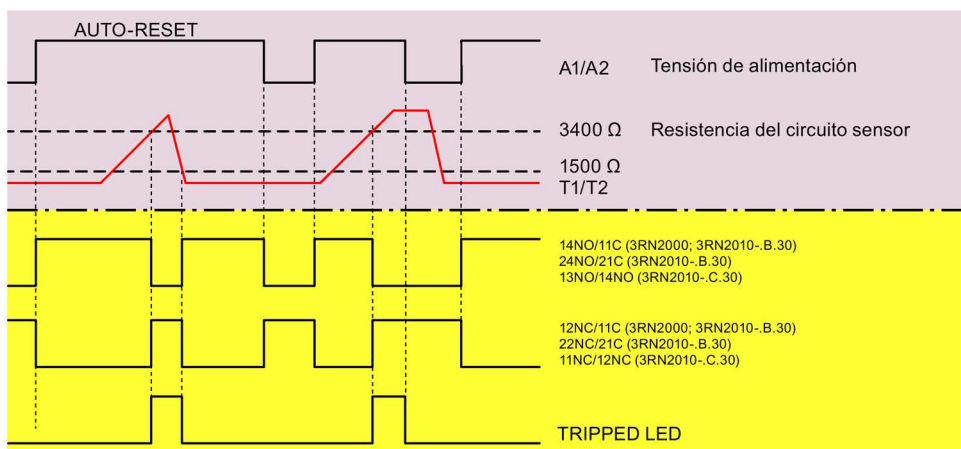 AUTO-RESET
A1/A2 Tensión de alimentación
3400 Ω Resistencia del circuito sensor
1500 Ω
T1/T2
14NO/11C (3RN2000; 3RN2010-.B.30)
24NO/21C (3RN2010-.B.30)
13NO/14NO (3RN2010-.C.30)
12NC/11C (3RN2000; 3RN2010-.B.30)
22NC/21C (3RN2010-.B.30)
11NC/12NC (3RN2010-.C.30)
TRIPPED LED